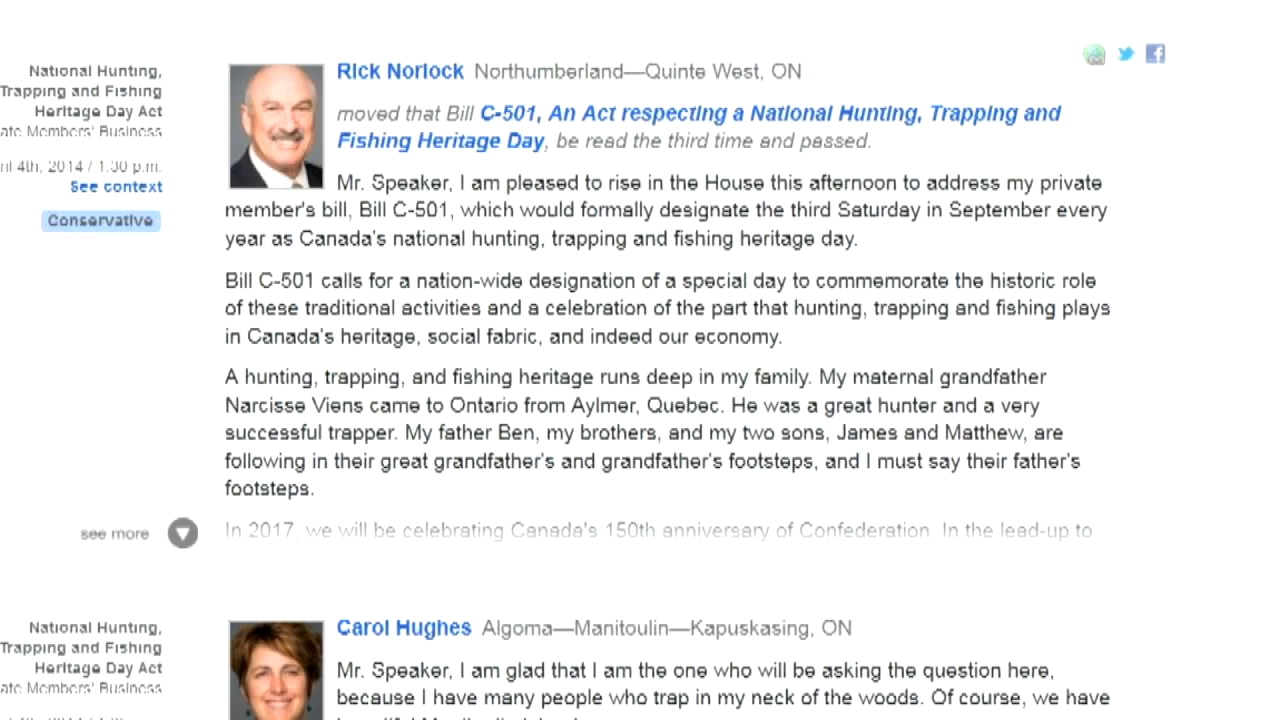 National Hunting,
Trapping and Fishing
Heritage Day Act
ate Members' Business
ril 4th, 2014 / 1:30 p.m.
See context
Conservative
Rick Norlock Northumberland—Quinte West, ON
moved that Bill C-501, An Act respecting a National Hunting, Trapping and
Fishing Heritage Day, be read the third time and passed.
Mr. Speaker, I am pleased to rise in the House this afternoon to address my private
member's bill, Bill C-501, which would formally designate the third Saturday in September every
year as Canada's national hunting, trapping and fishing heritage day.
Bill C-501 calls for a nation-wide designation of a special day to commemorate the historic role
of these traditional activities and a celebration of the part that hunting, trapping and fishing plays
in Canada's heritage, social fabric, and indeed our economy.
A hunting, trapping, and fishing heritage runs deep in my family. My maternal grandfather
Narcisse Viens came to Ontario from Aylmer, Quebec. He was a great hunter and a very
successful trapper. My father Ben, my brothers, and my two sons, James and Matthew, are
following in their great grandfather's and grandfather's footsteps, and I must say their father's
footsteps.
see more
In 2017, we will be celebrating Canada's 150th anniversary of Confederation. In the lead-up to
National Hunting,
Trapping and Fishing
Heritage Day Act
ate Members' Business
Carol Hughes Algoma—Manitoulin—Kapuskasing, ON
Mr. Speaker, I am glad that I am the one who will be asking the question here,
because I have many people who trap in my neck of the woods. Of course, we have